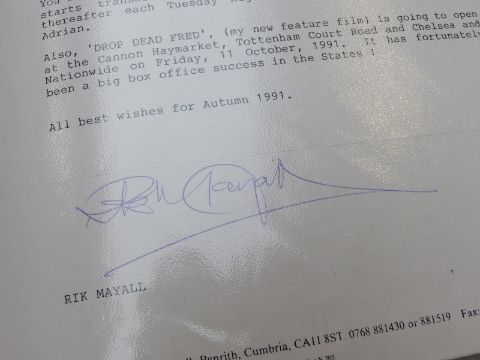 You
starts
thereafter each Tuesday
Adrian.
Also, 'DROP DEAD FRED', (my new feature film) is going to open
at the Cannon Haymarket, Tottenham Court Road and Chelsea and
Nationwide on Friday, 11 October, 1991. It has fortunately
been a big box office success in the States !
All best wishes for Autumn 1991.
Rik Mayall
RIK MAYALL
Penrith, Cumbria, CA11 8ST. 0768 881430 or 881519 Fax: